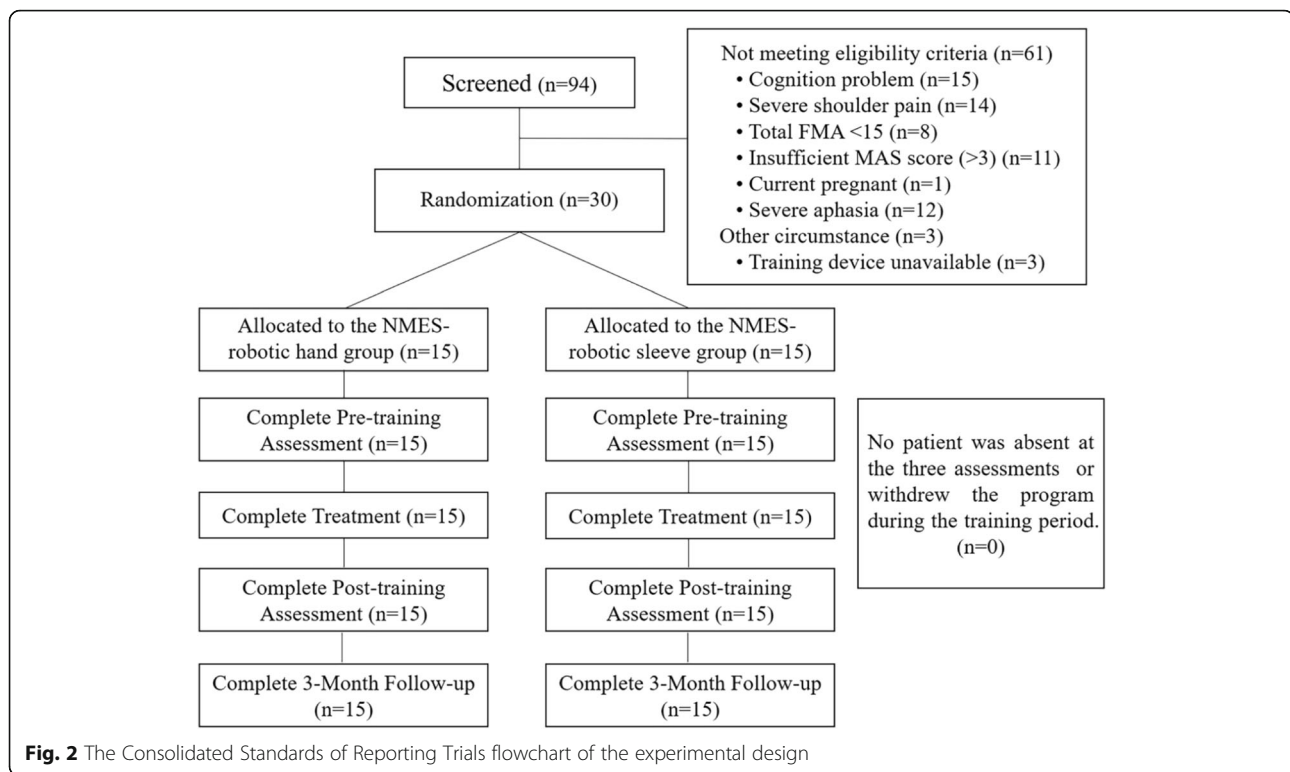 Screened (n=94)
Not meeting eligibility criteria (n=61)
• Cognition problem (n=15)
• Severe shoulder pain (n=14)
• Total FMA <15 (n=8)
• Insufficient MAS score (>3) (n=11)
• Current pregnant (n=1)
• Severe aphasia (n=12)
Other circumstance (n=3)
• Training device unavailable (n=3)
Randomization (n=30)
Allocated to the NMES-
robotic hand group (n=15)
Complete Pre-training
Assessment (n=15)
Complete Treatment (n=15)
Complete Post-training
Assessment (n=15)
Complete 3-Month Follow-up
(n=15)
Allocated to the NMES-
robotic sleeve group (n=15)
Complete Pre-training
Assessment (n=15)
Complete Treatment (n=15)
Complete Post-training
Assessment (n=15)
Complete 3-Month Follow-up
(n=15)
No patient was absent at
the three assessments or
withdrew the program
during the training period.
(n=0)
Fig. 2 The Consolidated Standards of Reporting Trials flowchart of the experimental design